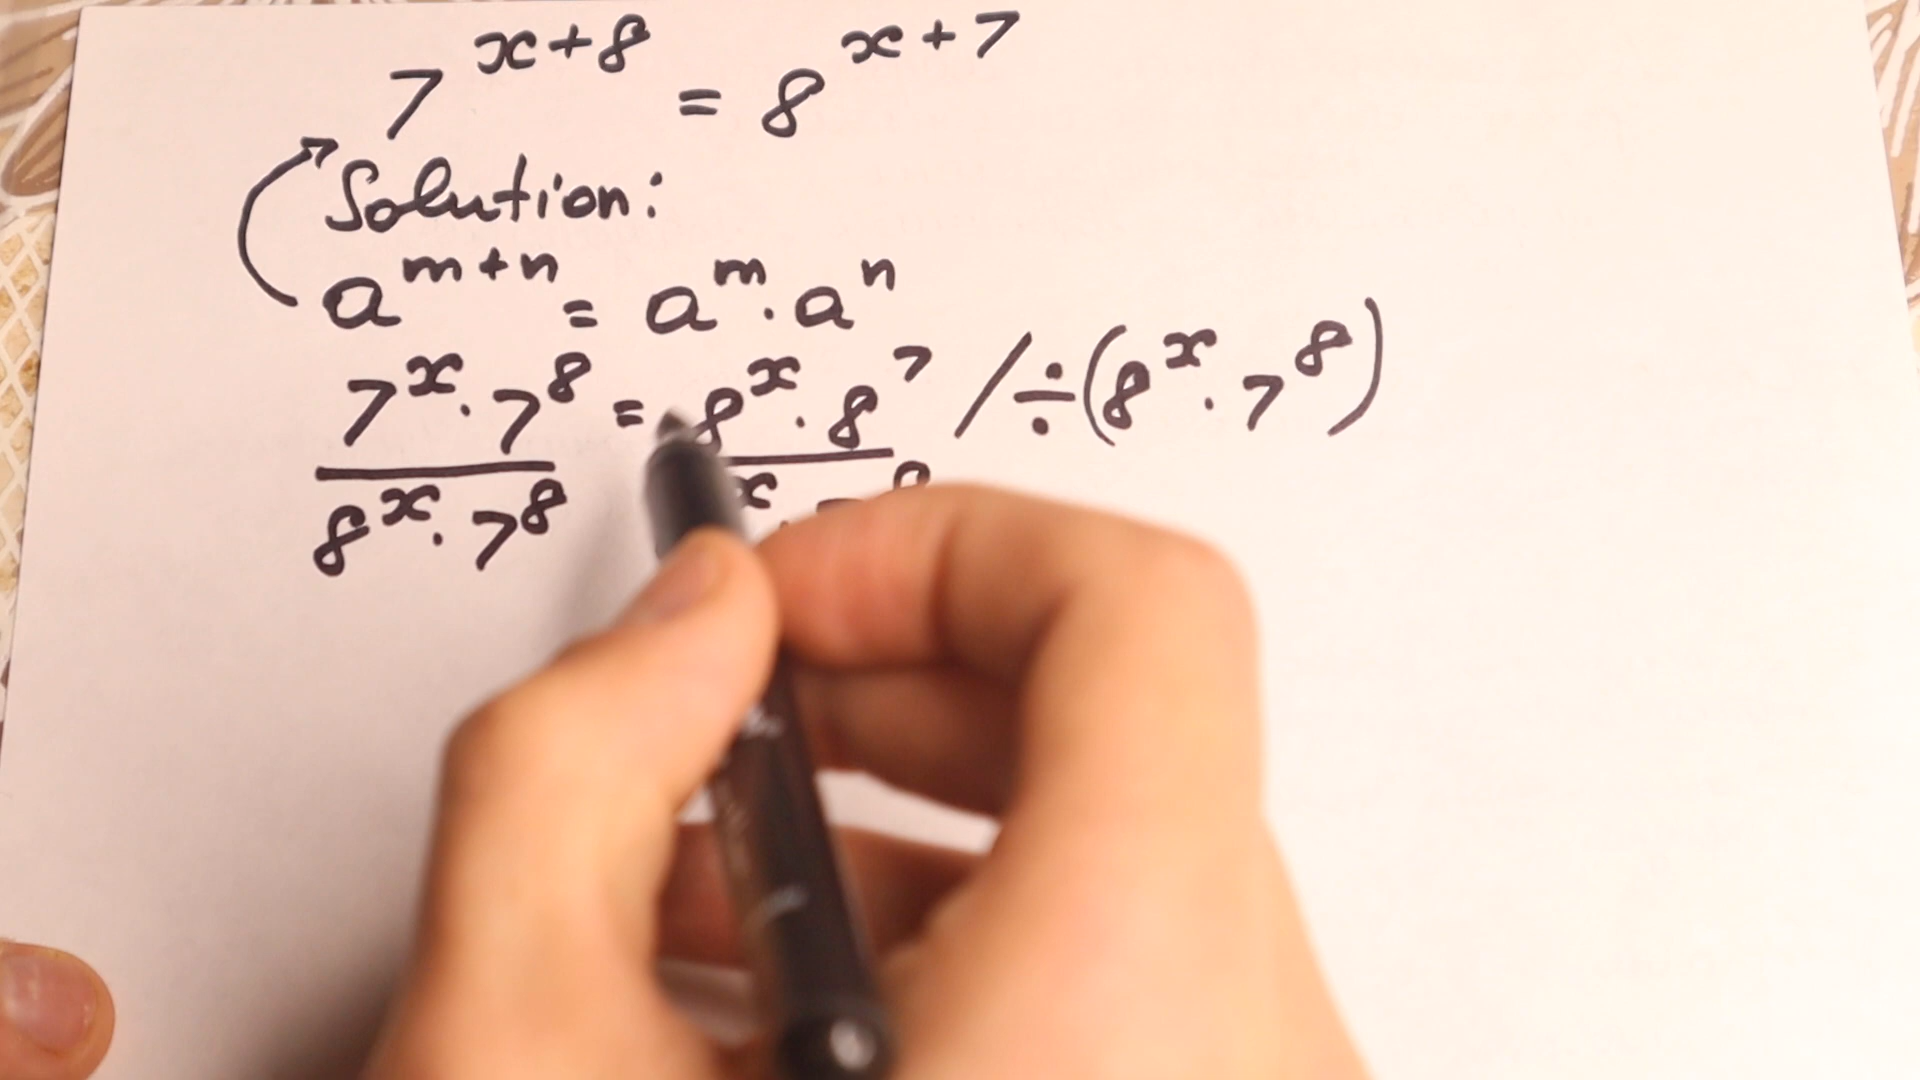 7^{x+8} = 8^{x+7}
Solution:
a^{m+n} = a^m · a^n
7^x · 7^8 = 8^x · 8^7 / ÷ (8^x · 7^8)
8^x · 7^8 x ·